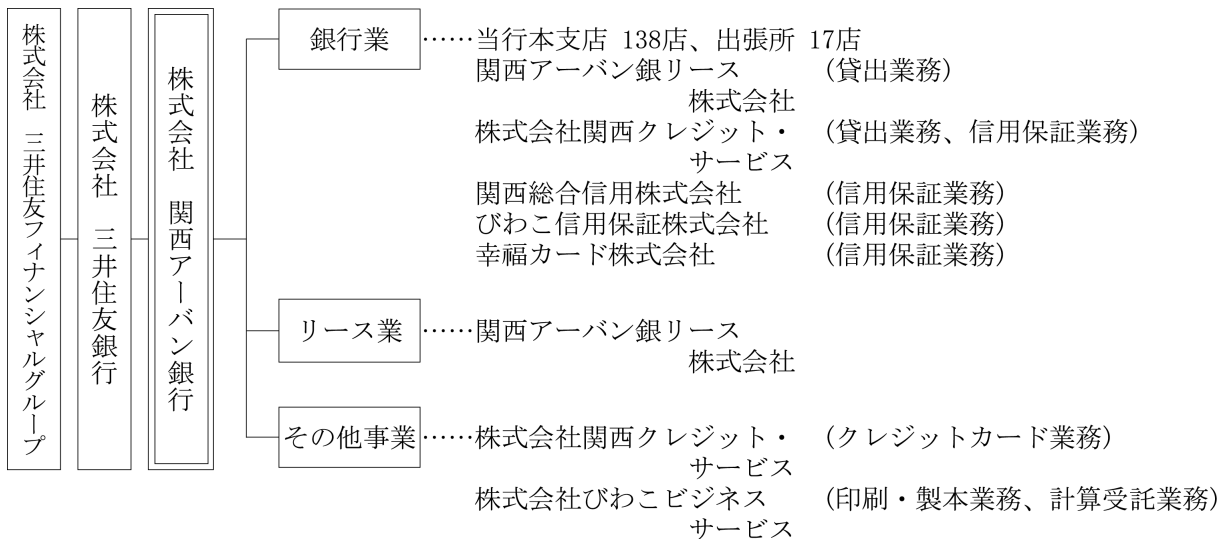 株式会社 三井住友フィナンシャルグループ
株式会社 三井住友銀行
株式会社 関西アーバン銀行
銀行業……当行本支店 138店、出張所 17店
関西アーバン銀リース (貸出業務)
株式会社
株式会社関西クレジット・ (貸出業務、信用保証業務)
サービス
関西総合信用株式会社 (信用保証業務)
びわこ信用保証株式会社 (信用保証業務)
幸福カード株式会社 (信用保証業務)
リース業……関西アーバン銀リース
株式会社
その他事業……株式会社関西クレジット・ (クレジットカード業務)
サービス
株式会社びわこビジネス (印刷・製本業務、計算受託業務)
サービス